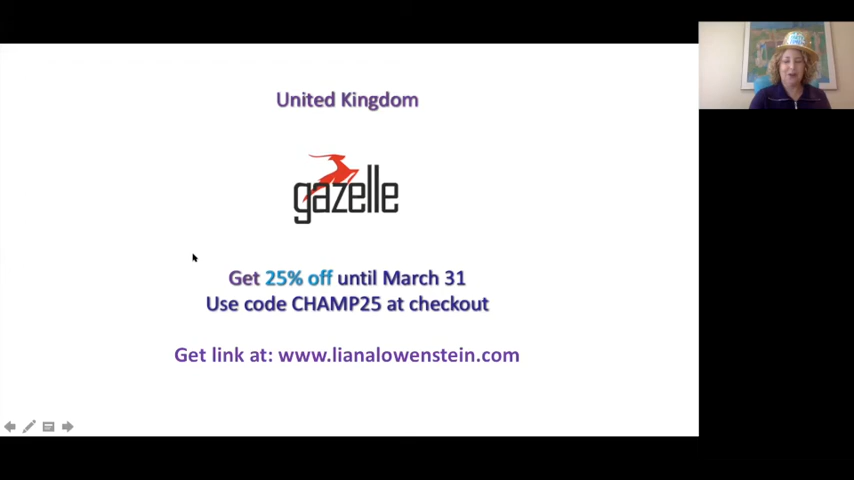 United Kingdom
gazelle
Get 25% off until March 31
Use code CHAMP25 at checkout
Get link at: www.lianalowenstein.com